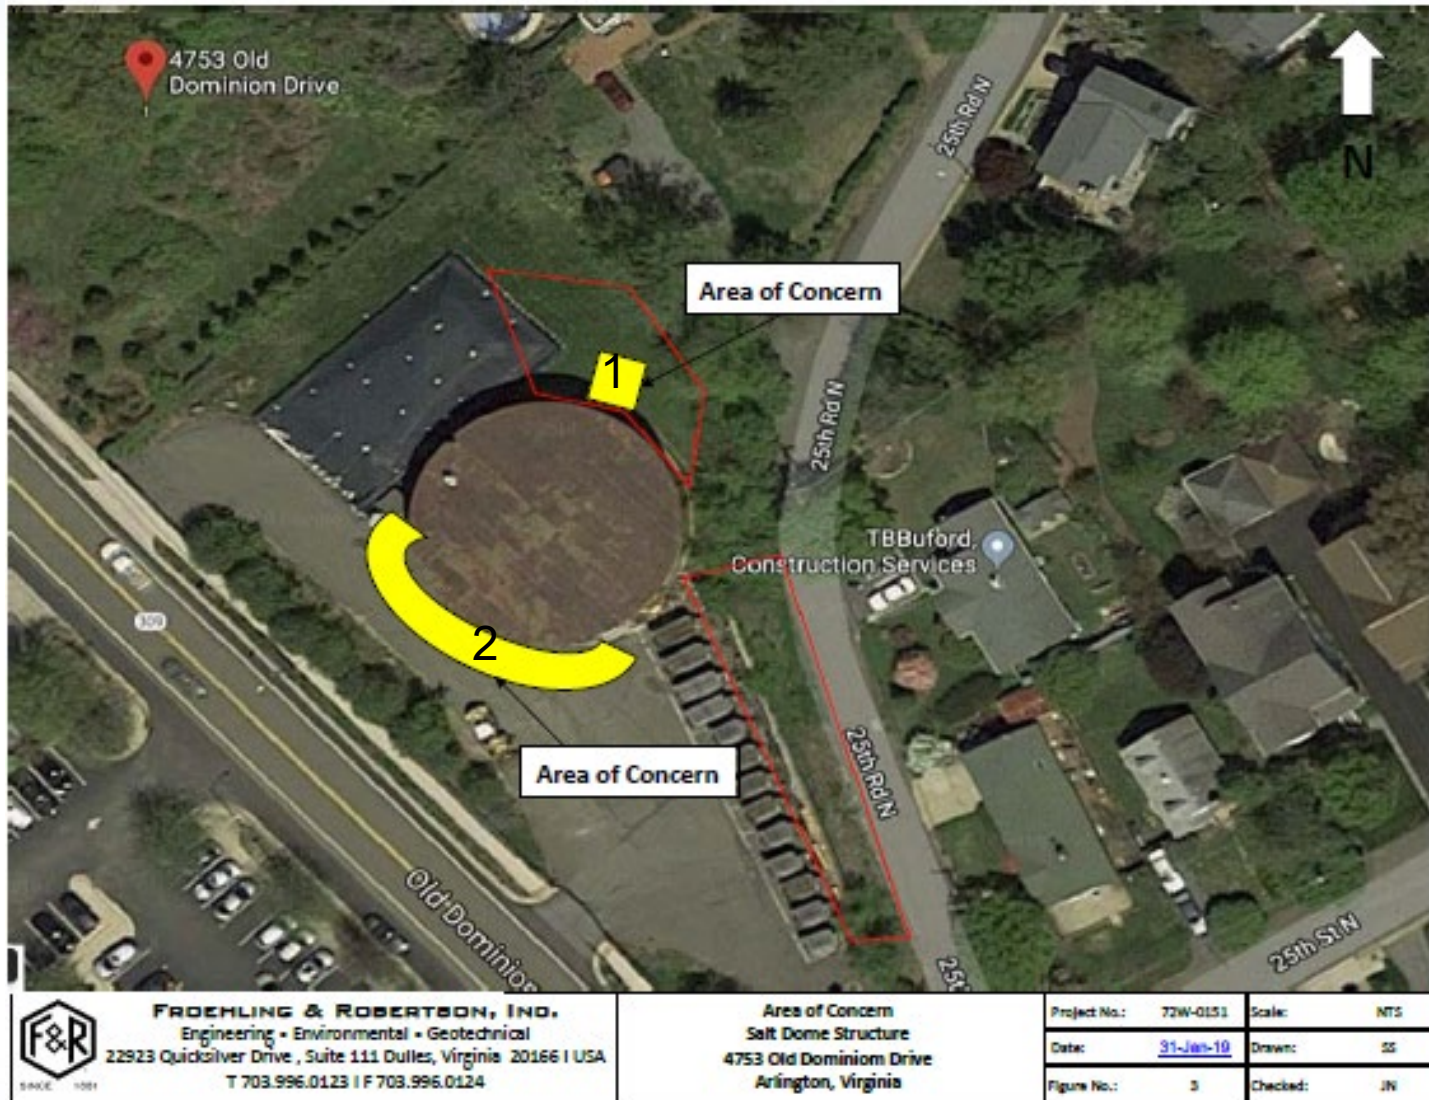 4753 Old
Dominion Drive
25th Rd N
N
Area of Concern
1
25th Rd N
TBBuford,
Construction Services
309
2
Area of Concern
25th Rd N
Old Dominion
25th
25th St N
F&R
SINCE 1881
FROEHLING & ROBERTSON, INC.
Engineering - Environmental - Geotechnical
22923 Quicksilver Drive , Suite 111 Dulles, Virginia 20166 I USA
T 703.996.0123 I F 703.996.0124
Area of Concern
Salt Dome Structure
4753 Old Dominiom Drive
Arlington, Virginia
Project No.: 72W-0151 Scale: NTS
Date: 31-Jan-19 Drawn: SS
Figure No.: 3 Checked: JN